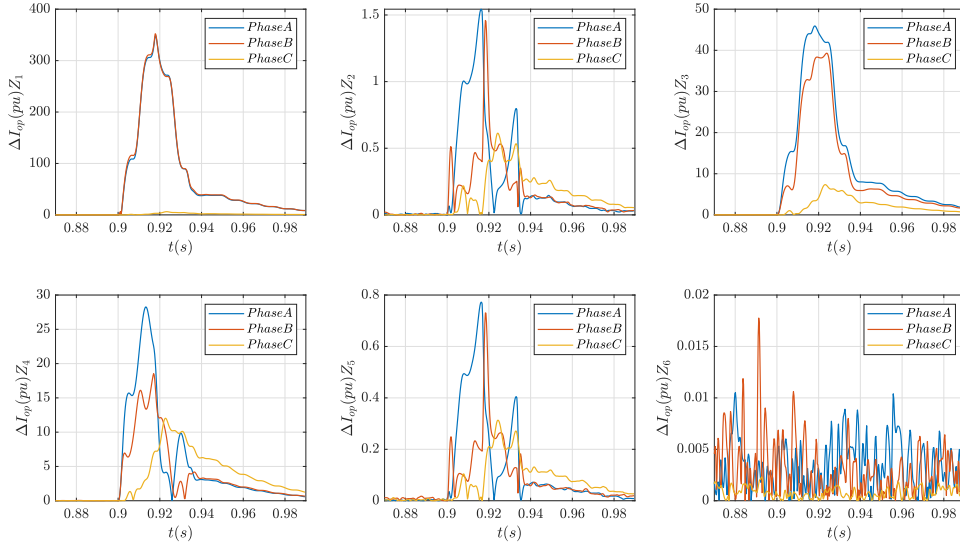 400
300
200
100
0
ΔI_op(pu)Z_1
PhaseA
PhaseB
PhaseC
0.88 0.9 0.92 0.94 0.96 0.98
t(s)
1.5
1
0.5
0
ΔI_op(pu)Z_2
PhaseA
PhaseB
PhaseC
0.88 0.9 0.92 0.94 0.96 0.98
t(s)
50
40
30
20
10
0
ΔI_op(pu)Z_3
PhaseA
PhaseB
PhaseC
0.88 0.9 0.92 0.94 0.96 0.98
t(s)
30
25
20
15
10
5
0
ΔI_op(pu)Z_4
PhaseA
PhaseB
PhaseC
0.88 0.9 0.92 0.94 0.96 0.98
t(s)
0.8
0.6
0.4
0.2
0
ΔI_op(pu)Z_5
PhaseA
PhaseB
PhaseC
0.88 0.9 0.92 0.94 0.96 0.98
t(s)
0.02
0.015
0.01
0.005
0
ΔI_op(pu)Z_6
PhaseA
PhaseB
PhaseC
0.88 0.9 0.92 0.94 0.96 0.98
t(s)